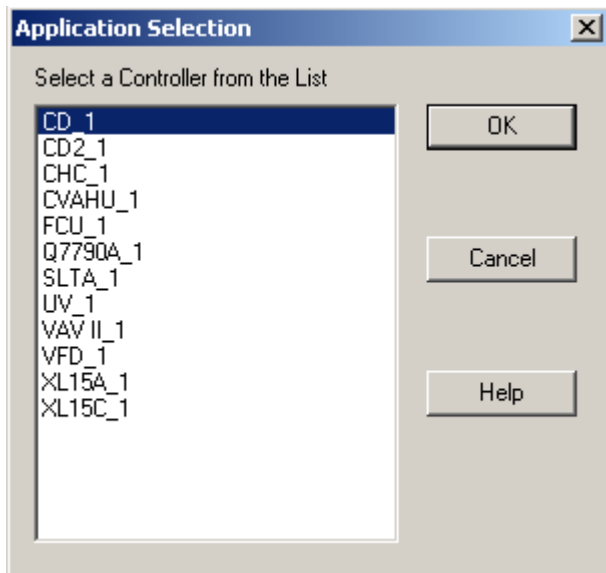 Application Selection
Select a Controller from the List
CD_1
CD2_1
CHC_1
CVAHU_1
FCU_1
Q7790A_1
SLTA_1
UV_1
VAV II_1
VFD_1
XL15A_1
XL15C_1
OK
Cancel
Help